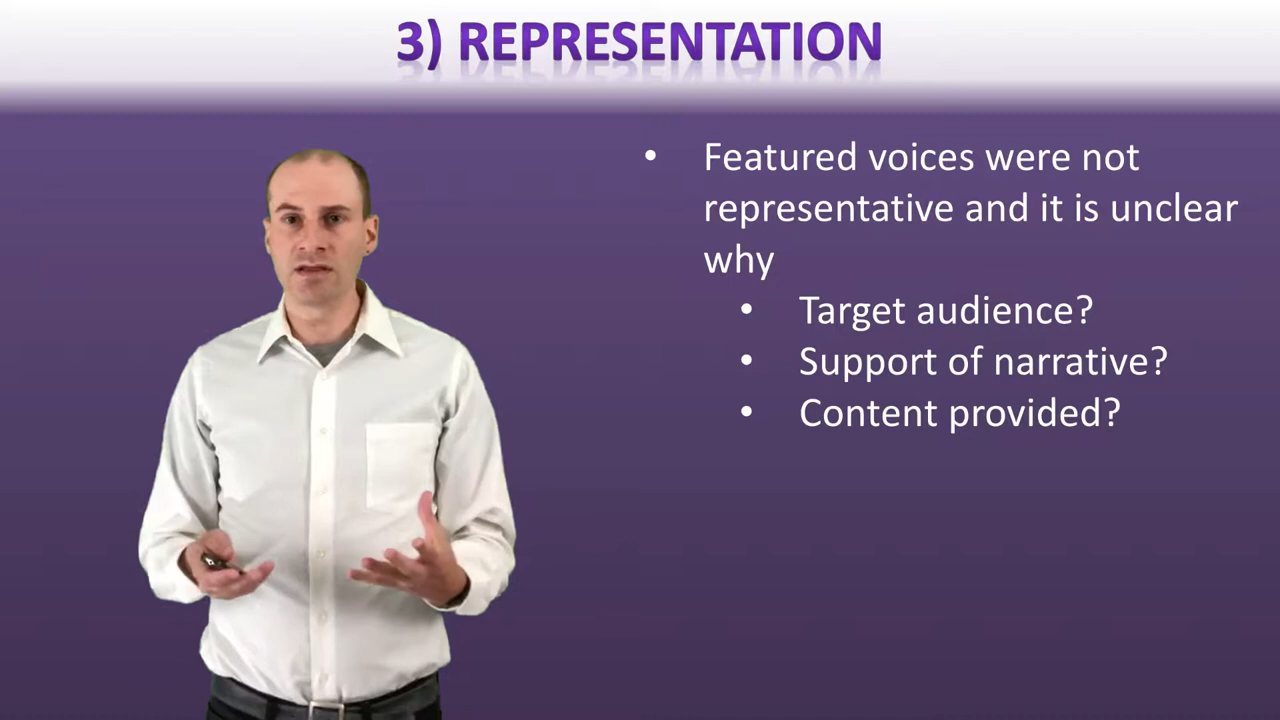 3) REPRESENTATION
• Featured voices were not
representative and it is unclear
why
• Target audience?
• Support of narrative?
• Content provided?